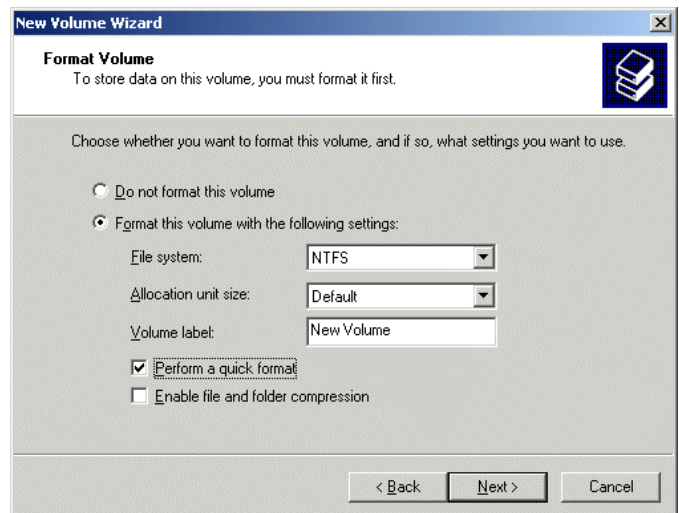 New Volume Wizard
Format Volume
To store data on this volume, you must format it first.
Choose whether you want to format this volume, and if so, what settings you want to use.
Do not format this volume
Format this volume with the following settings:
File system: NTFS
Allocation unit size: Default
Volume label: New Volume
Perform a quick format
Enable file and folder compression
< Back Next > Cancel